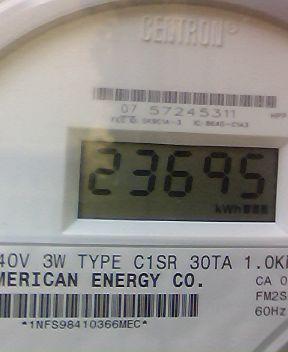 CENTRON®
07 57245311
23695
kWh
40V 3W TYPE C1SR 30TA 1.0K
MERICAN ENERGY CO.
CA 0
FM2S
60Hz
*1NFS98410366MEC*